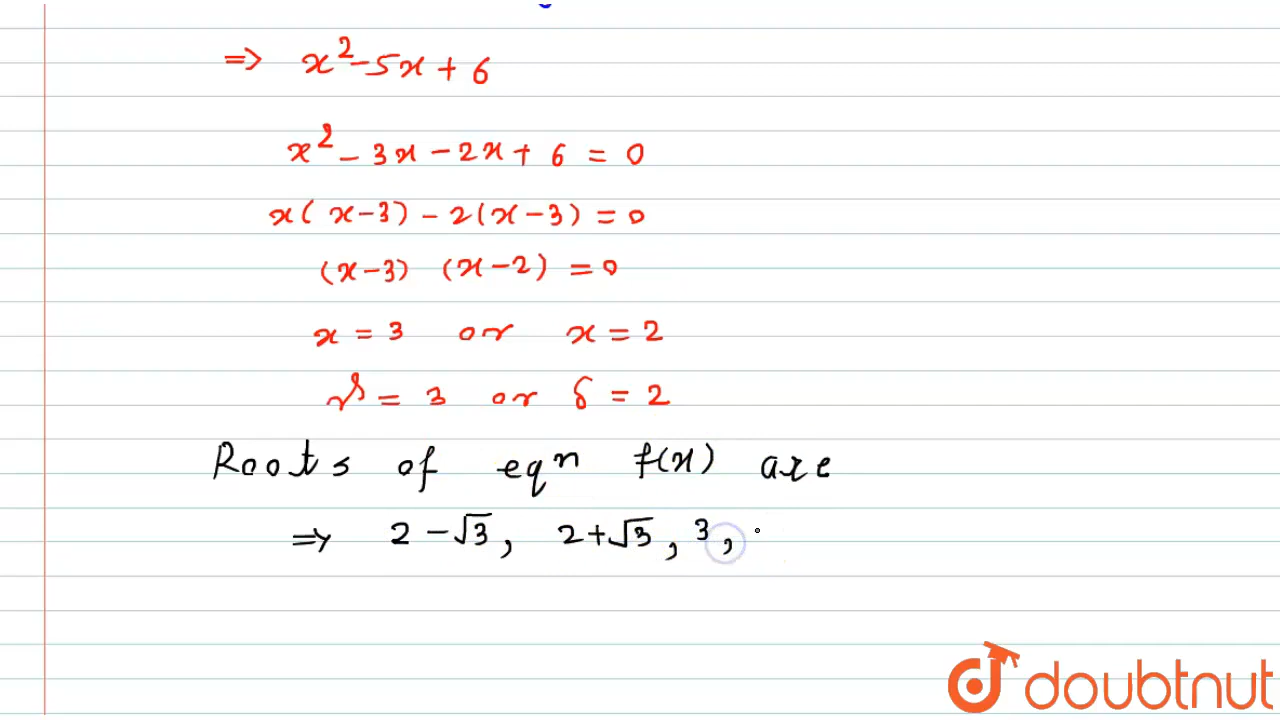 ⇒ x²-5x+6
x²-3x-2x+6=0
x(x-3)-2(x-3)=0
(x-3) (x-2)=0
x=3 or x=2
γ=3 or δ=2
Roots of eqn f(x) are
⇒ 2-√3, 2+√3, 3,
doubtnut